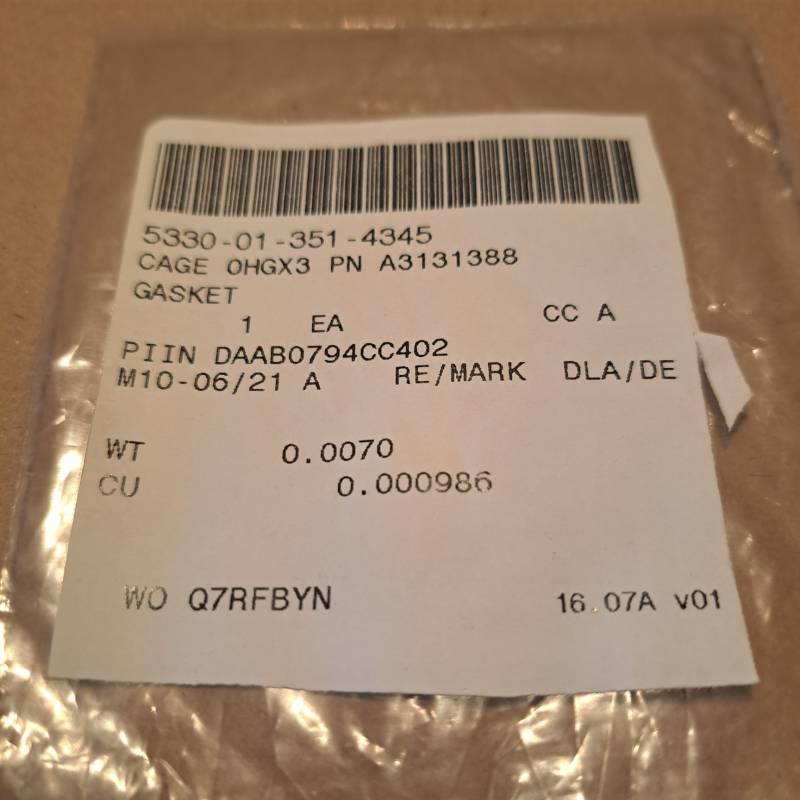 5330-01-351-4345
CAGE 0HGX3 PN A3131388
GASKET
1 EA CC A
PIIN DAAB0794CC402
M10-06/21 A RE/MARK DLA/DE
WT 0.0070
CU 0.000986
WO Q7RFBYN 16.07A v01